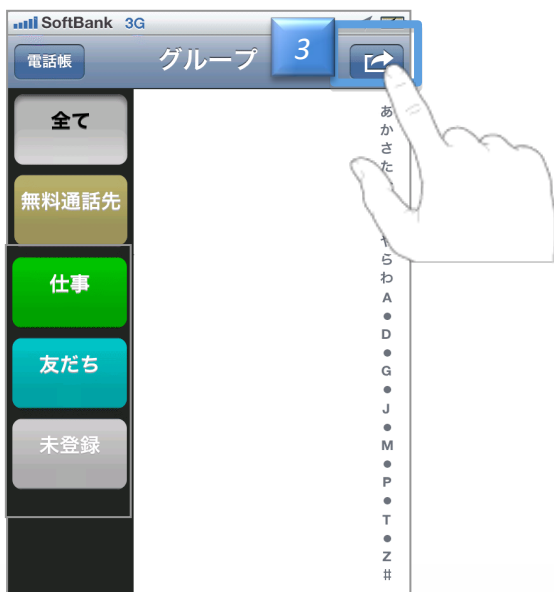 SoftBank 3G
電話帳
グループ
3
全て
無料通話先
仕事
友だち
未登録
あ
か
さ
た
や
ら
わ
A
●
D
●
G
●
J
●
M
●
P
●
T
●
Z
#